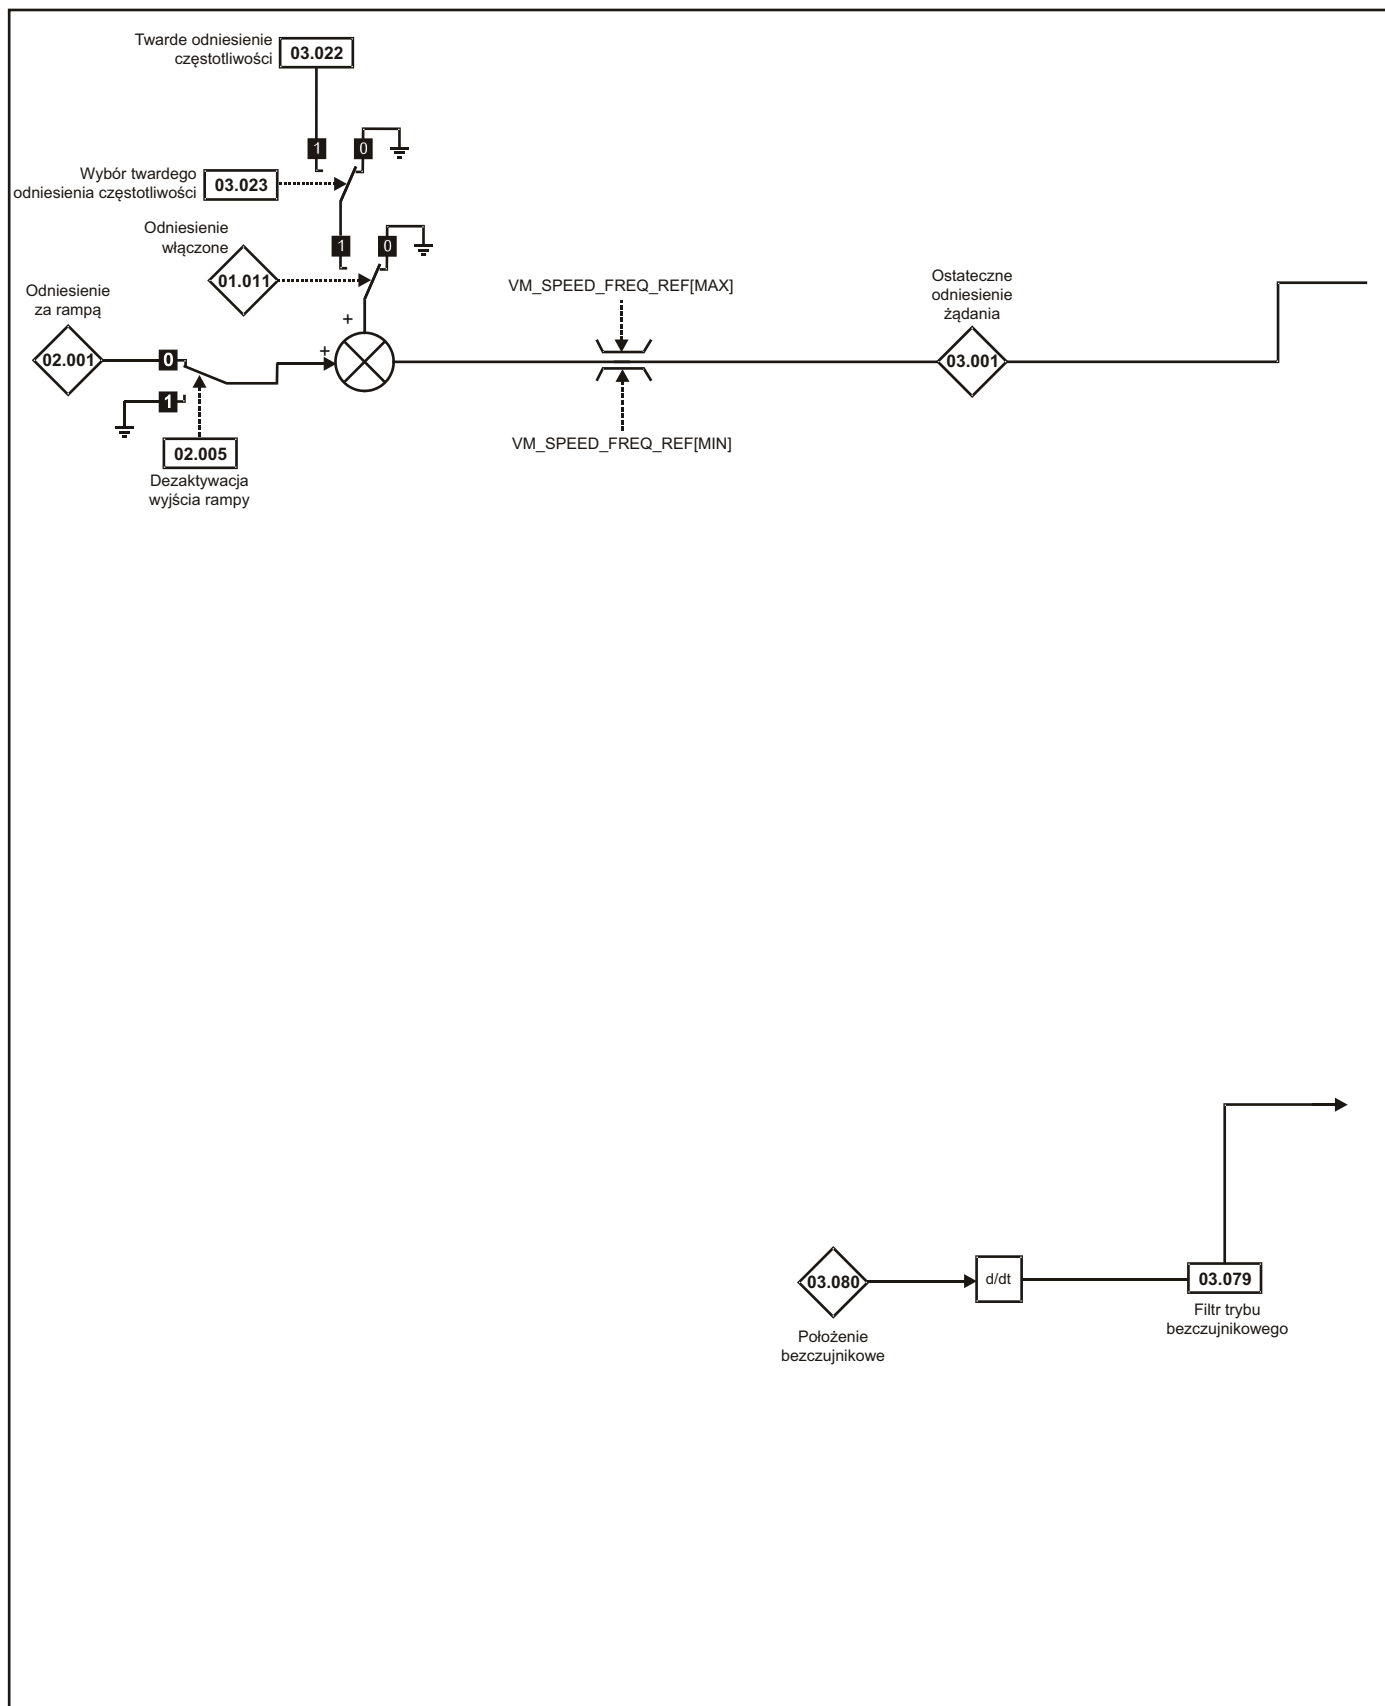 Twarde odniesienie
częstotliwości
03.022
1
0
Wybór twardego
odniesienia częstotliwości
03.023
Odniesienie
włączone
1
0
01.011
VM_SPEED_FREQ_REF[MAX]
Ostateczne
odniesienie
żądania
Odniesienie
za rampą
+
+
02.001
0
03.001
1
VM_SPEED_FREQ_REF[MIN]
02.005
Dezaktywacja
wyjścia rampy
03.080
d/dt
03.079
Filtr trybu
bezczujnikowego
Położenie
bezczujnikowe